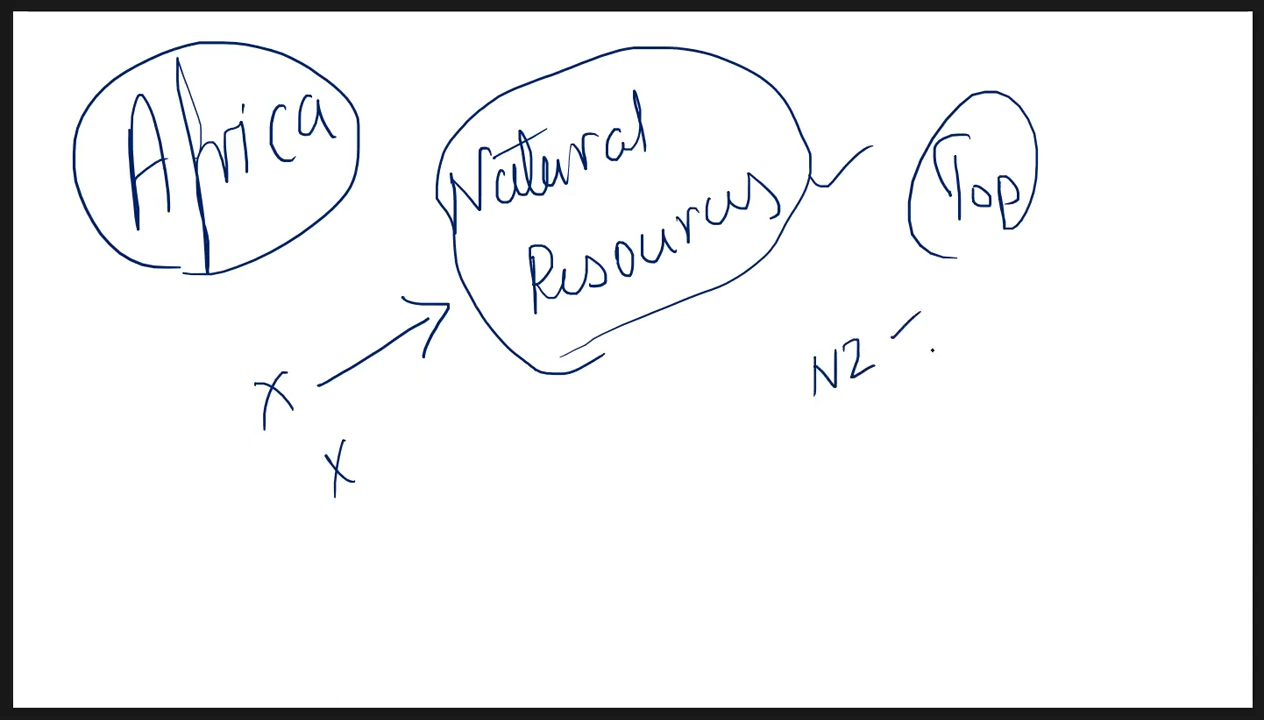 Africa
Natural
Resources
Top
NZ -
X
X